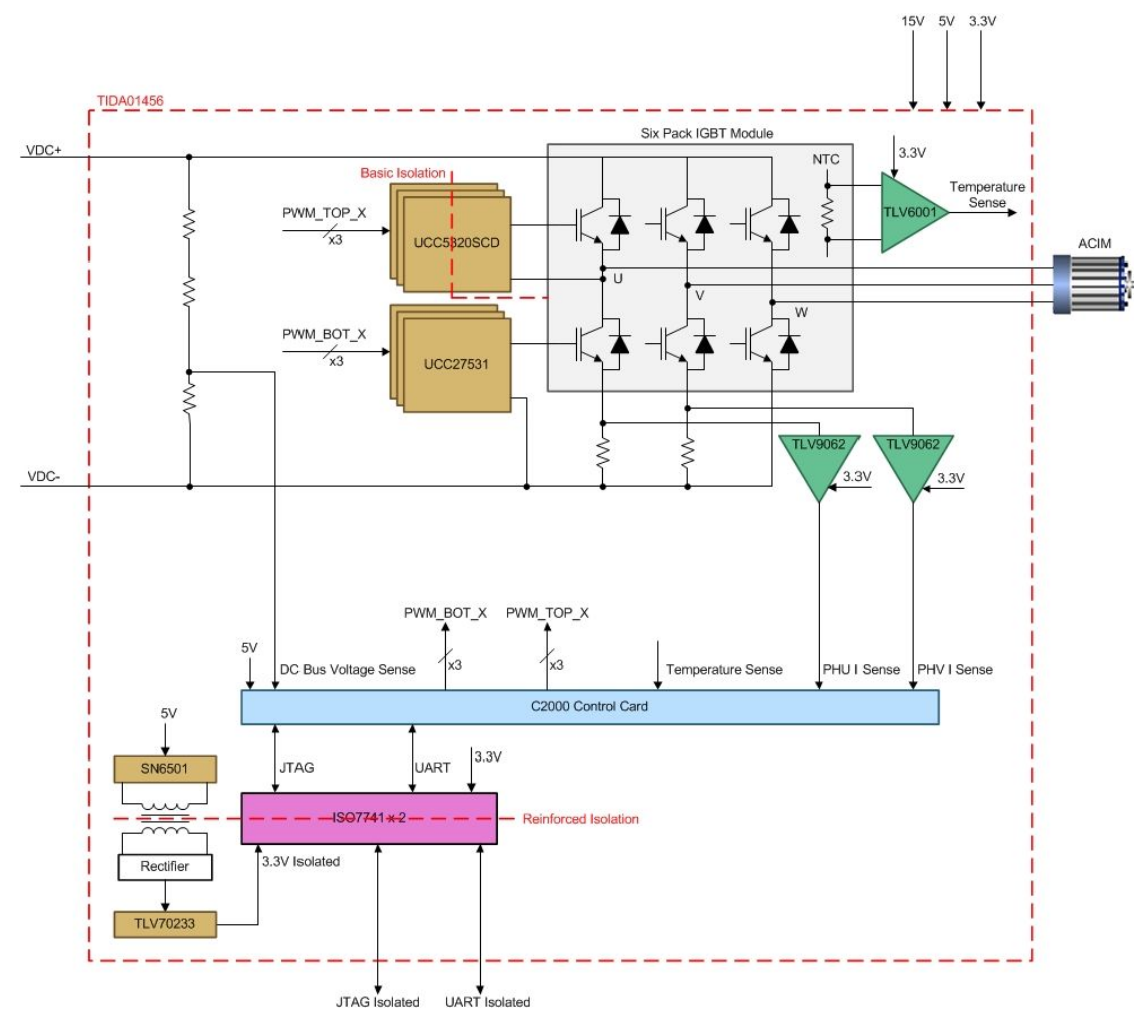 15V 5V 3.3V
TIDA01456
Six Pack IGBT Module
VDC+
NTC
3.3V
Basic Isolation
Temperature
Sense
PWM_TOP_X
x3
UCC5320SCD
TLV6001
ACIM
U
V
W
PWM_BOT_X
x3
UCC27531
TLV9062
TLV9062
3.3V
3.3V
VDC-
PWM_BOT_X
PWM_TOP_X
x3
x3
5V
DC Bus Voltage Sense
Temperature Sense
PHU I Sense
PHV I Sense
C2000 Control Card
5V
JTAG
UART
3.3V
SN6501
ISO7741 x 2
Reinforced Isolation
Rectifier
3.3V Isolated
TLV70233
JTAG Isolated
UART Isolated